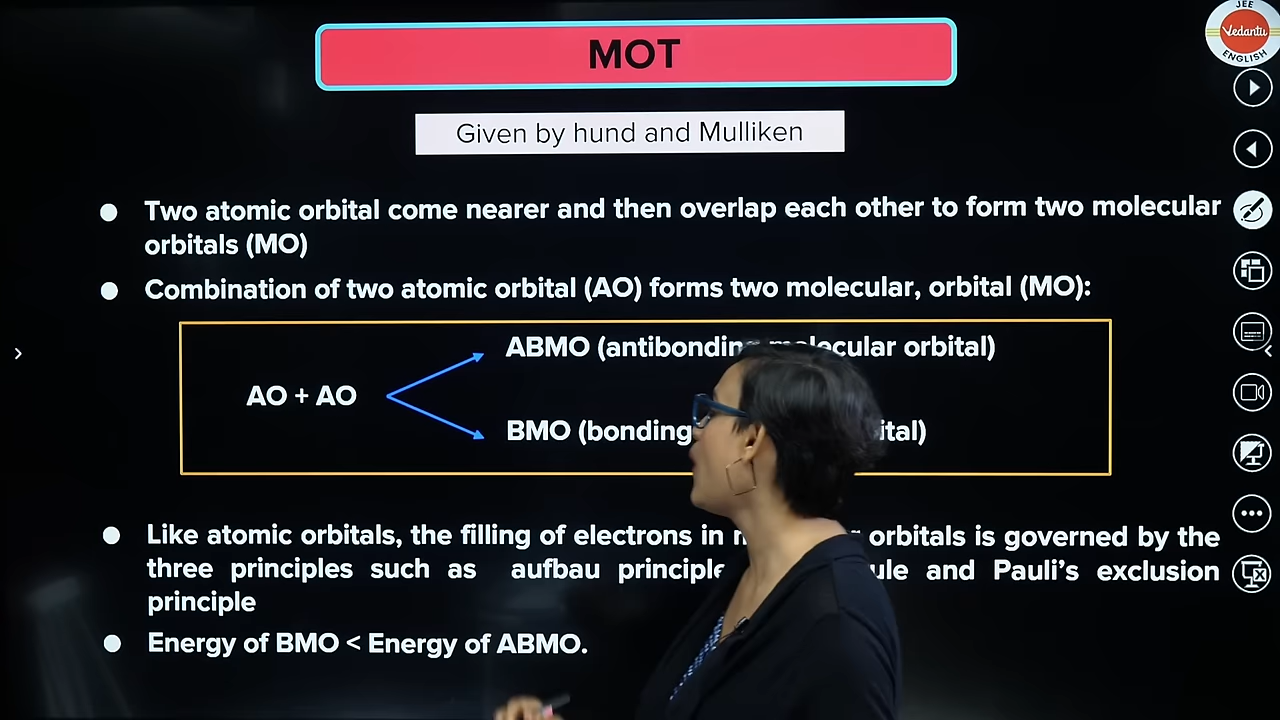 JEE
Vedantu
ENGLISH
MOT
Given by hund and Mulliken
● Two atomic orbital come nearer and then overlap each other to form two molecular
orbitals (MO)
● Combination of two atomic orbital (AO) forms two molecular, orbital (MO):
ABMO (antibonding molecular orbital)
AO + AO
BMO (bonding
● Like atomic orbitals, the filling of electrons in orbitals is governed by the
three principles such as aufbau principle and Pauli's exclusion
principle
● Energy of BMO < Energy of ABMO.